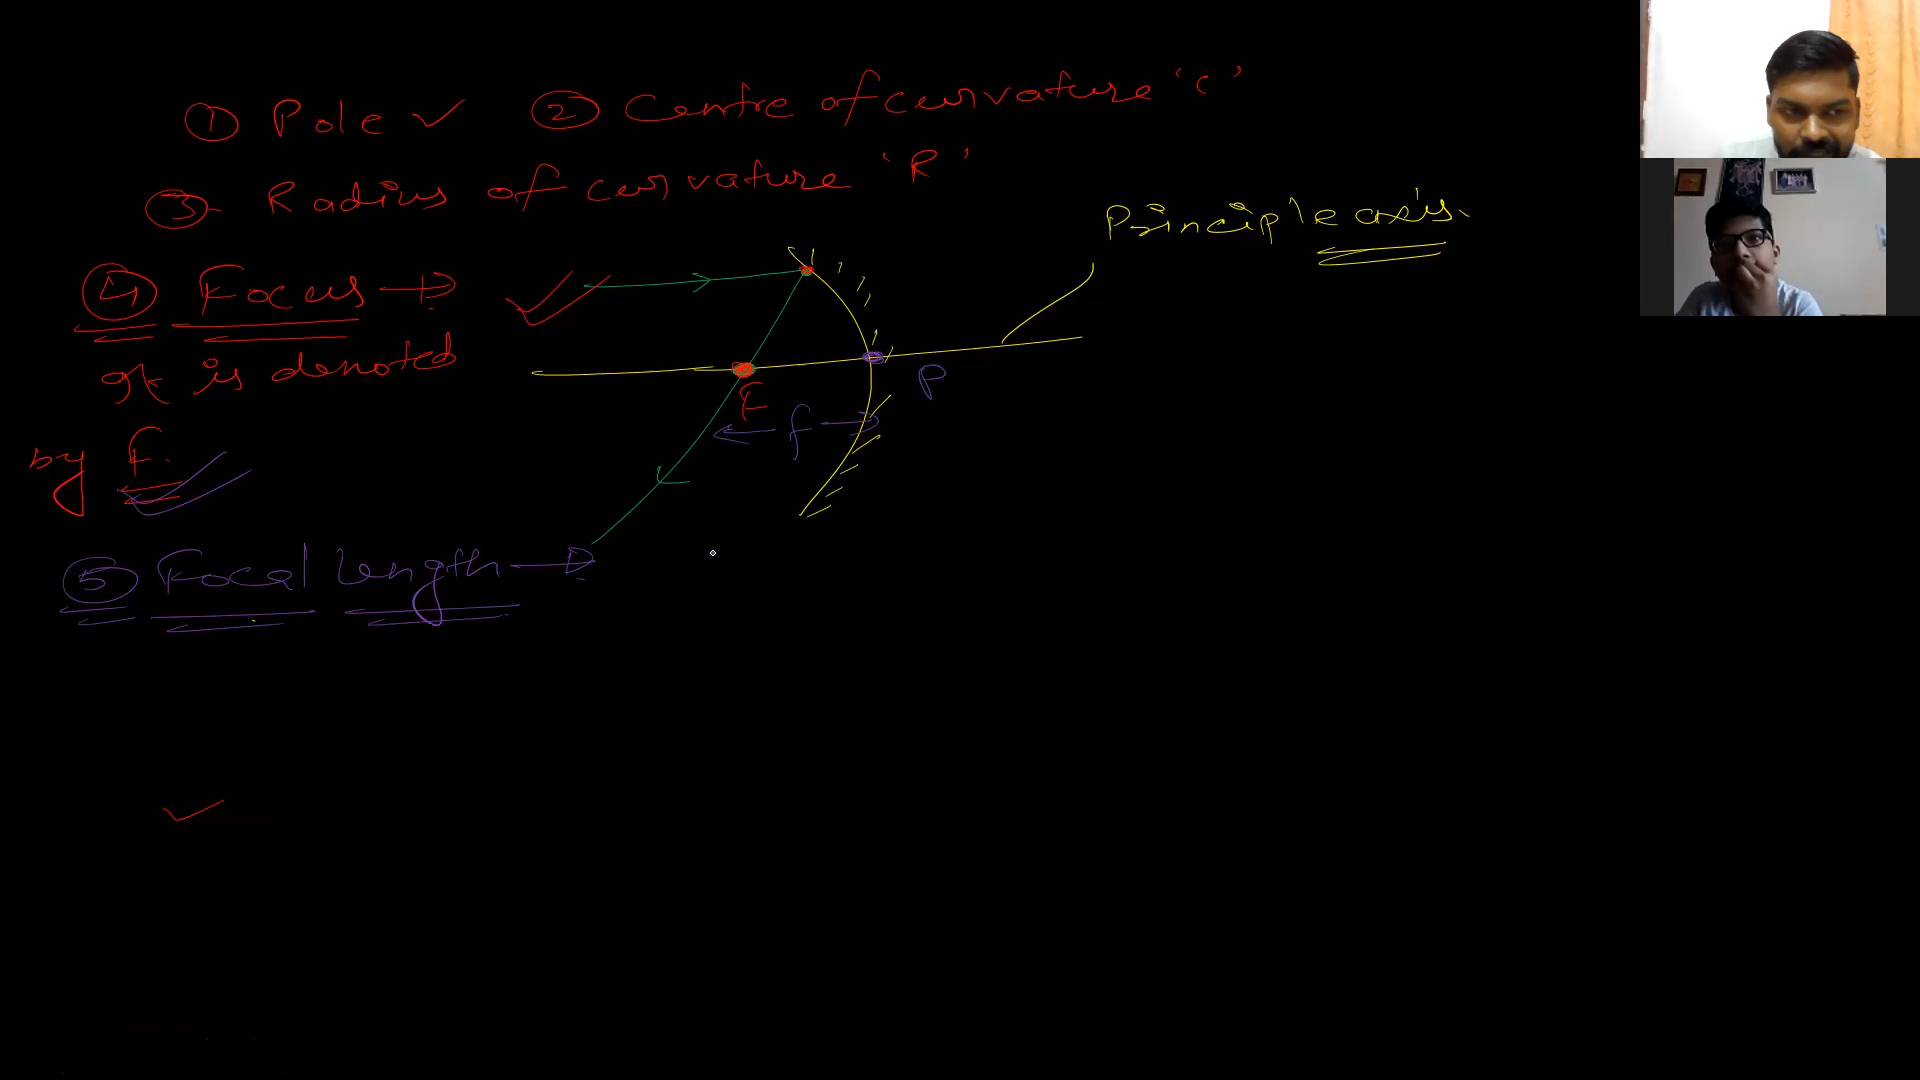 ① Pole ✓ ② Centre of curvature 'c'
③ Radius of curvature 'R'
Principle axis.
④ Focus →
It is denoted
by F.
F
f
P
⑤ Focal length →